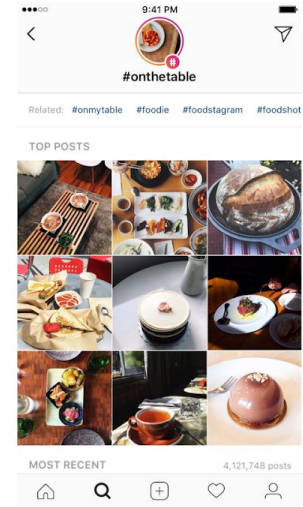 9:41 PM
#
#onthetable
Related: #onmytable #foodie #foodstagram #foodshot
TOP POSTS
MOST RECENT 4,121,748 posts